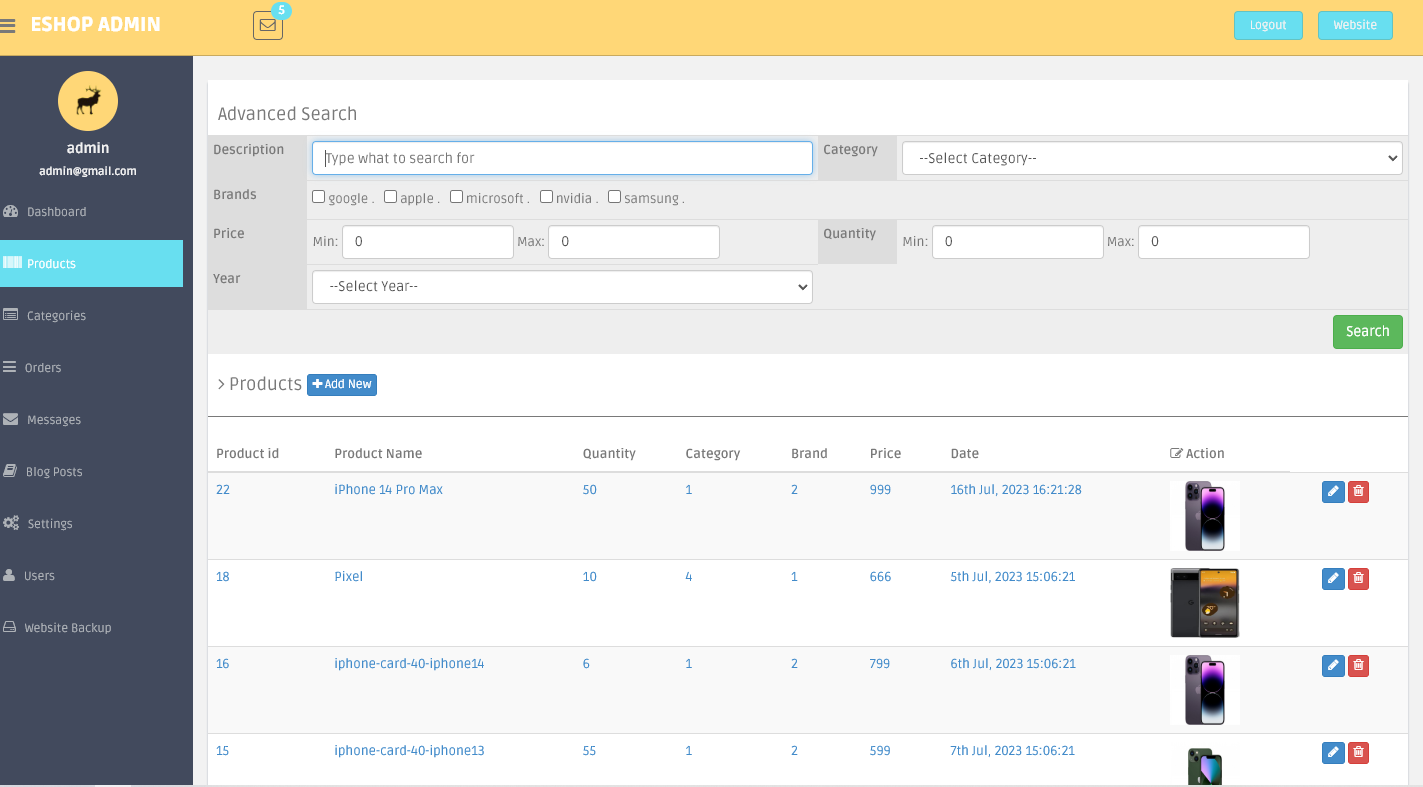 ESHOP ADMIN
5
Logout
Website
admin
admin@gmail.com
Dashboard
Products
Categories
Orders
Messages
Blog Posts
Settings
Users
Website Backup
Advanced Search
Description Type what to search for Category --Select Category--
Brands google . apple . microsoft . nvidia . samsung .
Price Min: 0 Max: 0 Quantity Min: 0 Max: 0
Year --Select Year--
Search
> Products + Add New
Product id Product Name Quantity Category Brand Price Date Action
22 iPhone 14 Pro Max 50 1 2 999 16th Jul, 2023 16:21:28
18 Pixel 10 4 1 666 5th Jul, 2023 15:06:21
16 iphone-card-40-iphone14 6 1 2 799 6th Jul, 2023 15:06:21
15 iphone-card-40-iphone13 55 1 2 599 7th Jul, 2023 15:06:21